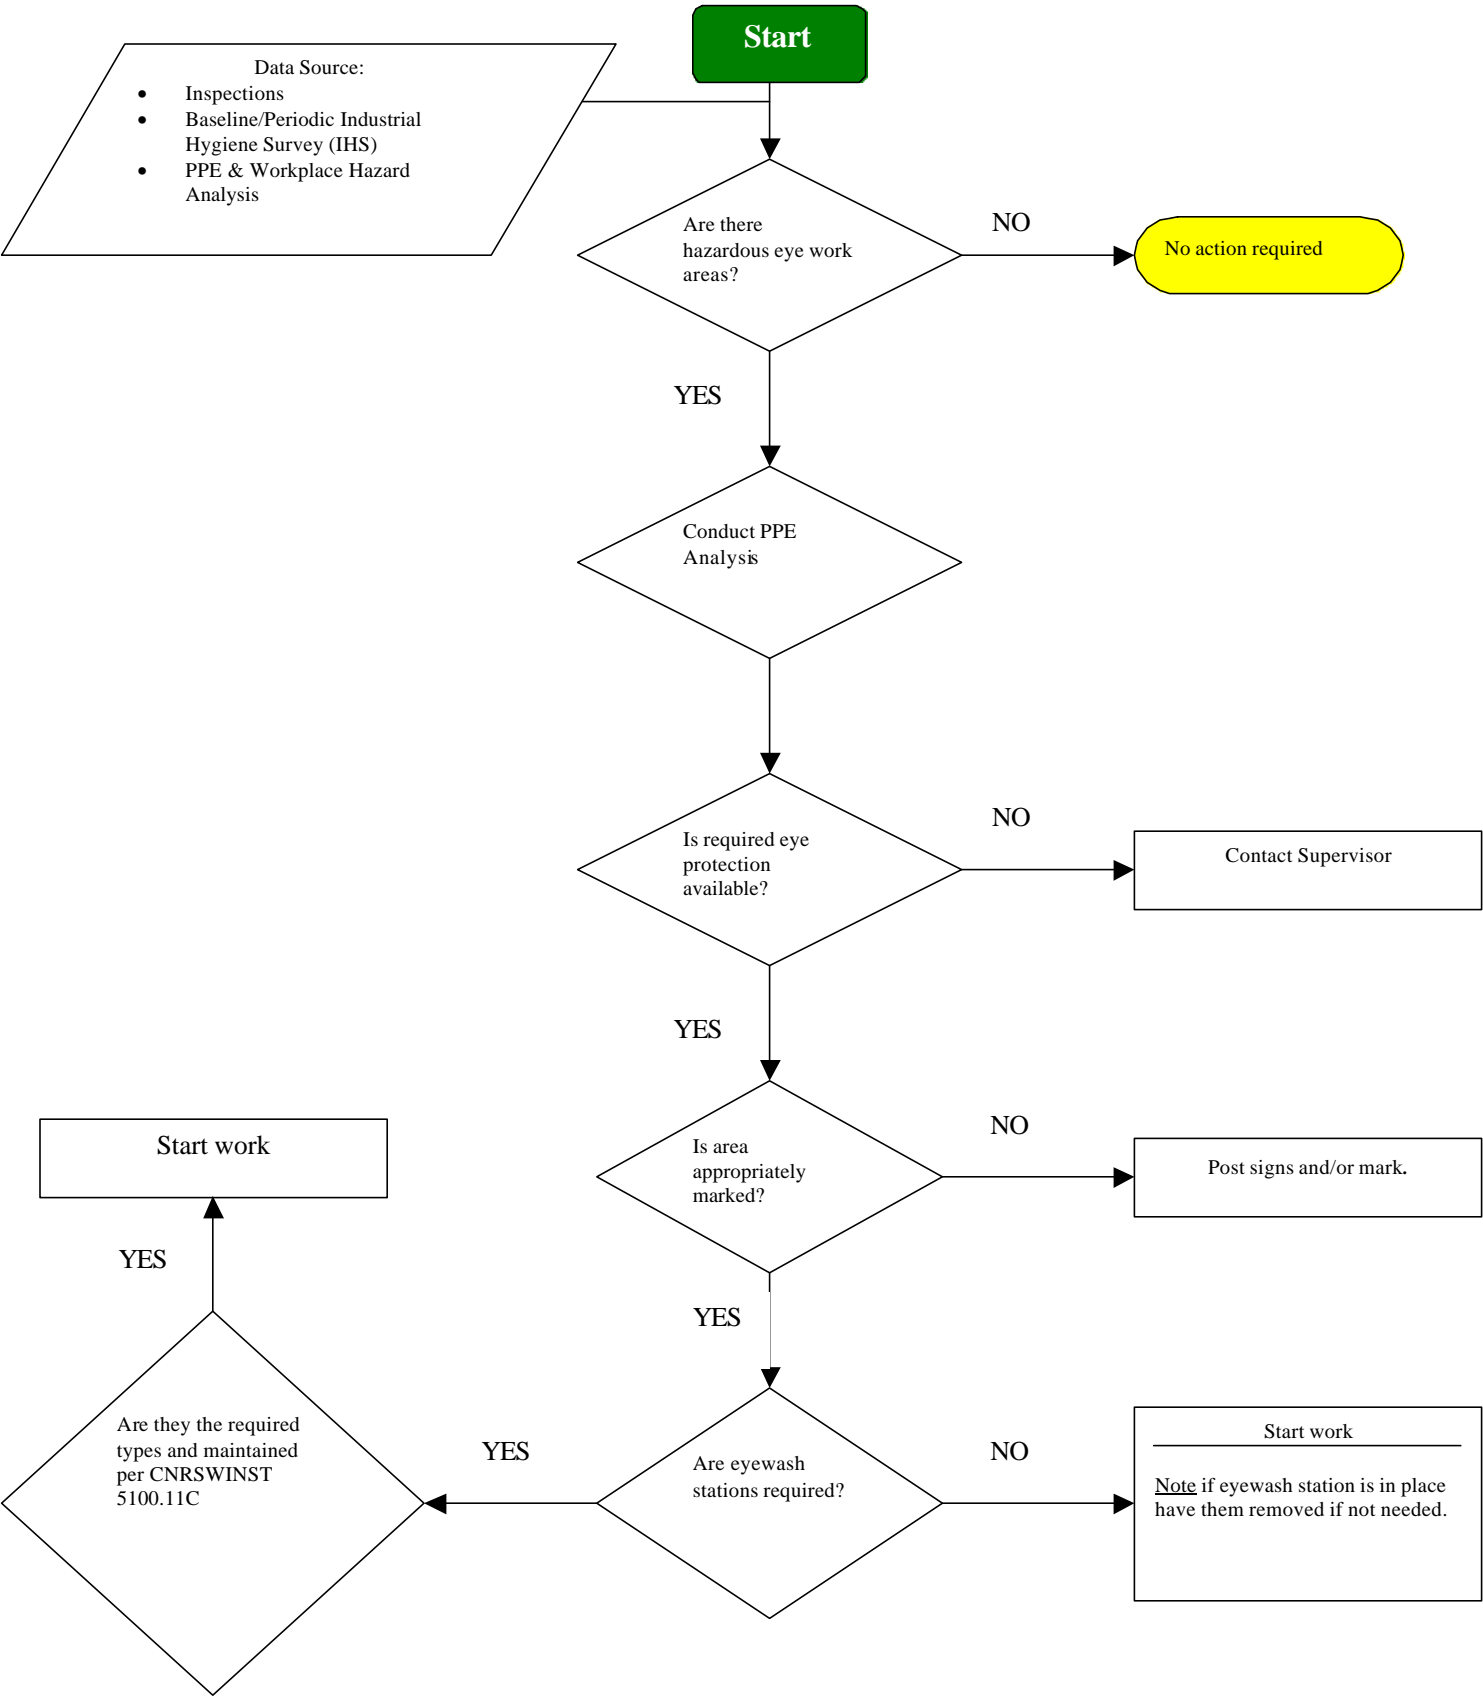 Start
Data Source:
• Inspections
• Baseline/Periodic Industrial
Hygiene Survey (IHS)
• PPE & Workplace Hazard
Analysis
Are there
hazardous eye work
areas?
NO
No action required
YES
Conduct PPE
Analysis
Is required eye
protection
available?
NO
Contact Supervisor
YES
Is area
appropriately
marked?
NO
Post signs and/or mark.
Start work
YES
YES
Are they the required
types and maintained
per CNRSWINST
5100.11C
YES
Are eyewash
stations required?
NO
Start work
Note if eyewash station is in place
have them removed if not needed.